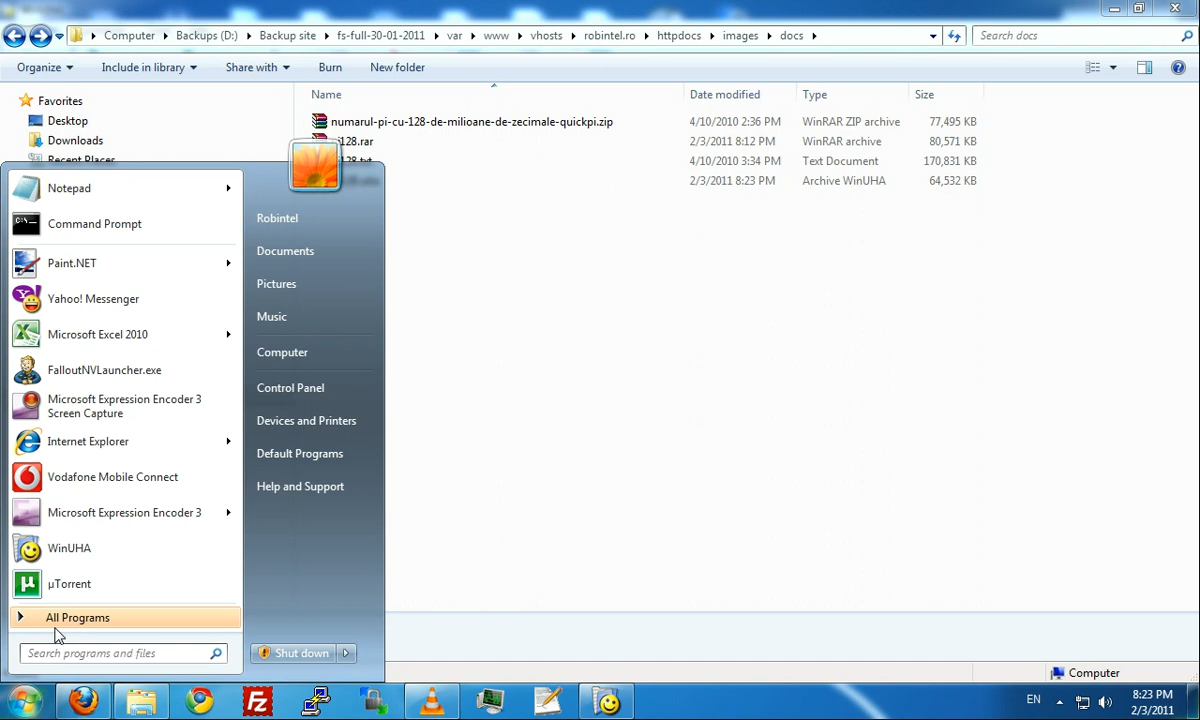 Computer ▸ Backups (D:) ▸ Backup site ▸ fs-full-30-01-2011 ▸ var ▸ www ▸ vhosts ▸ robintel.ro ▸ httpdocs ▸ images ▸ docs ▸
Search docs
Organize
Include in library
Share with
Burn
New folder
Favorites
Desktop
Downloads
Recent Places
Name
Date modified
Type
Size
numarul-pi-cu-128-de-milioane-de-zecimale-quickpi.zip 4/10/2010 2:36 PM WinRAR ZIP archive 77,495 KB
i128.rar 2/3/2011 8:12 PM WinRAR archive 80,571 KB
i128.txt 4/10/2010 3:34 PM Text Document 170,831 KB
2/3/2011 8:23 PM Archive WinUHA 64,532 KB
Notepad
Command Prompt
Paint.NET
Yahoo! Messenger
Microsoft Excel 2010
FalloutNVLauncher.exe
Microsoft Expression Encoder 3
Screen Capture
Internet Explorer
Vodafone Mobile Connect
Microsoft Expression Encoder 3
WinUHA
µTorrent
All Programs
Search programs and files
Robintel
Documents
Pictures
Music
Computer
Control Panel
Devices and Printers
Default Programs
Help and Support
Shut down
Computer
EN
8:23 PM
2/3/2011